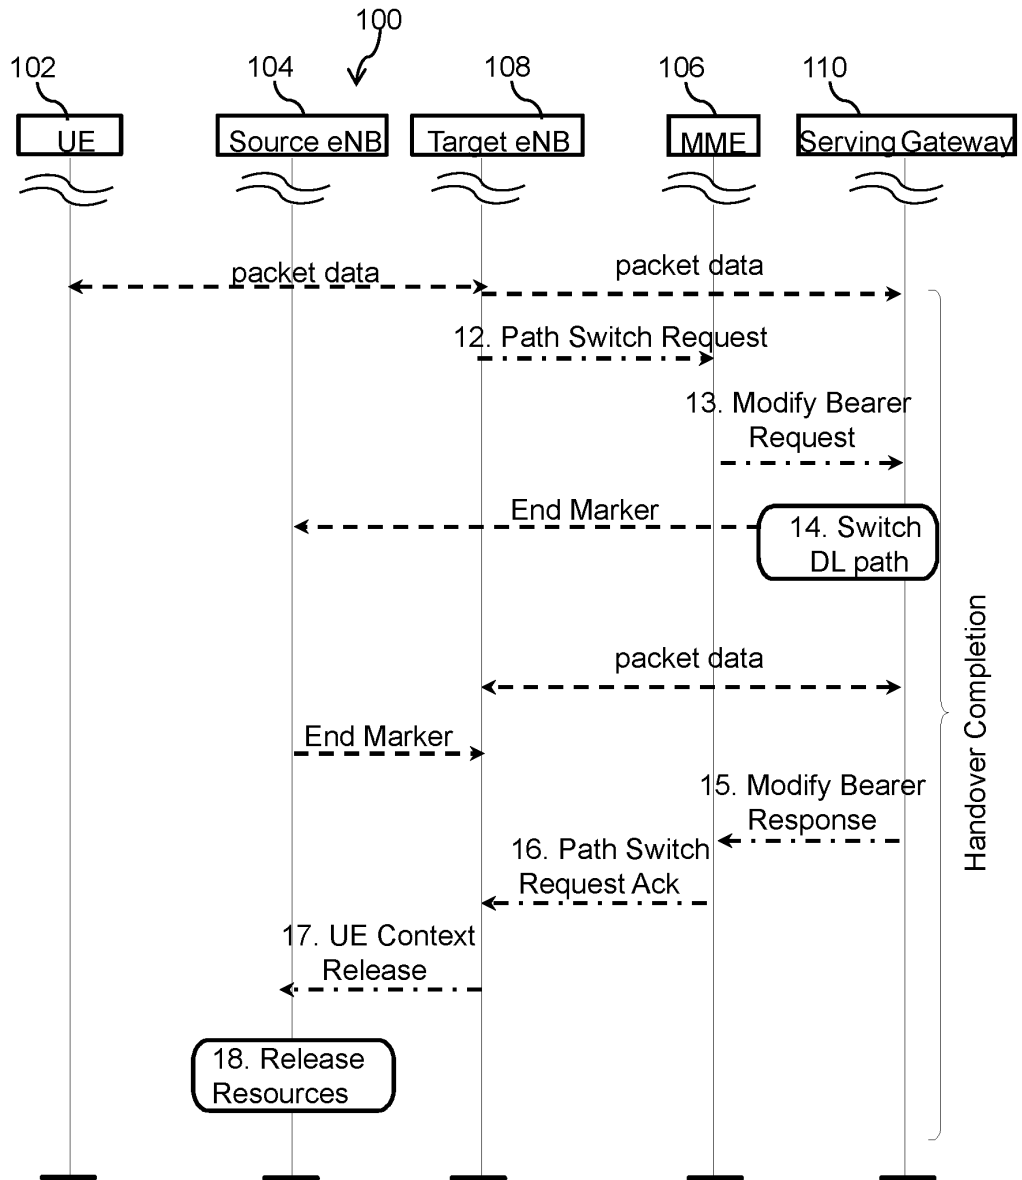 100
102
104
108
106
110
UE
Source eNB
Target eNB
MME
Serving Gateway
packet data
packet data
12. Path Switch Request
13. Modify Bearer
Request
End Marker
14. Switch
DL path
packet data
End Marker
15. Modify Bearer
Response
16. Path Switch
Request Ack
17. UE Context
Release
18. Release
Resources
Handover Completion